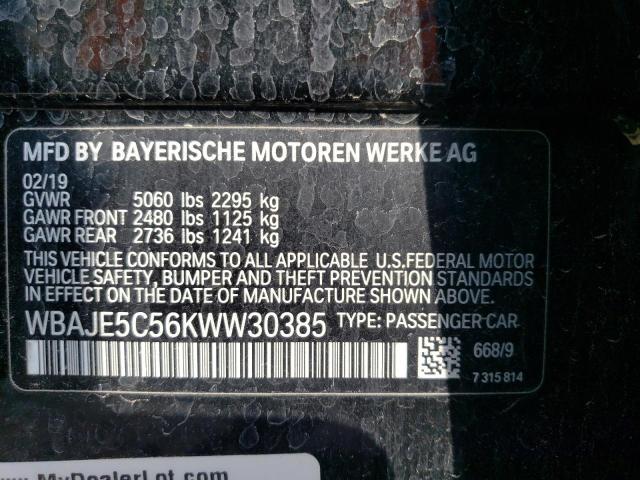 MFD BY BAYERISCHE MOTOREN WERKE AG
02/19
GVWR 5060 lbs 2295 kg
GAWR FRONT 2480 lbs 1125 kg
GAWR REAR 2736 lbs 1241 kg
THIS VEHICLE CONFORMS TO ALL APPLICABLE U.S.FEDERAL MOTOR
VEHICLE SAFETY, BUMPER AND THEFT PREVENTION STANDARDS
IN EFFECT ON THE DATE OF MANUFACTURE SHOWN ABOVE.
WBAJE5C56KWW30385 TYPE: PASSENGER CAR
668/9
7 315 814
www.MyDealerLot.com